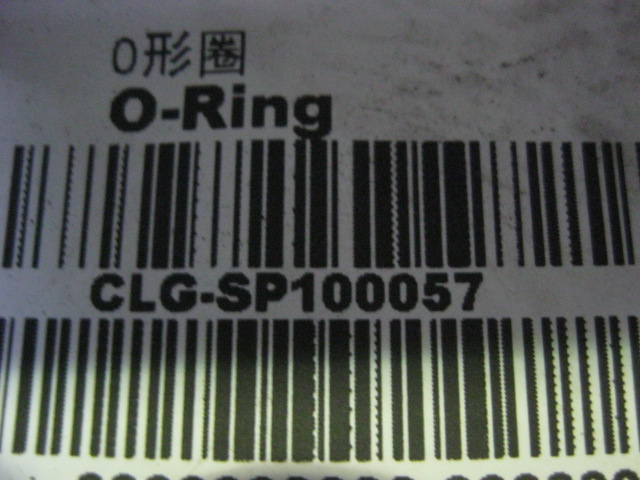 O形圈
O-Ring
CLG-SP100057